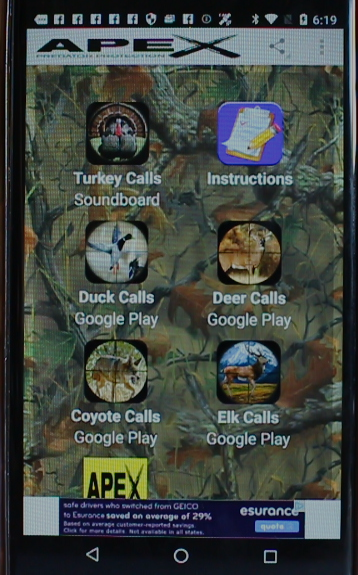 6:19
APEX
PREDATOR PROTECTION
Turkey Calls
Soundboard
Instructions
Duck Calls
Google Play
Deer Calls
Google Play
Coyote Calls
Google Play
Elk Calls
Google Play
APEX
safe drivers who switched from GEICO
to Esurance saved an average of 29%
Based on average customer-reported savings.
Click for more details. Not available in all states.
esurance
quote